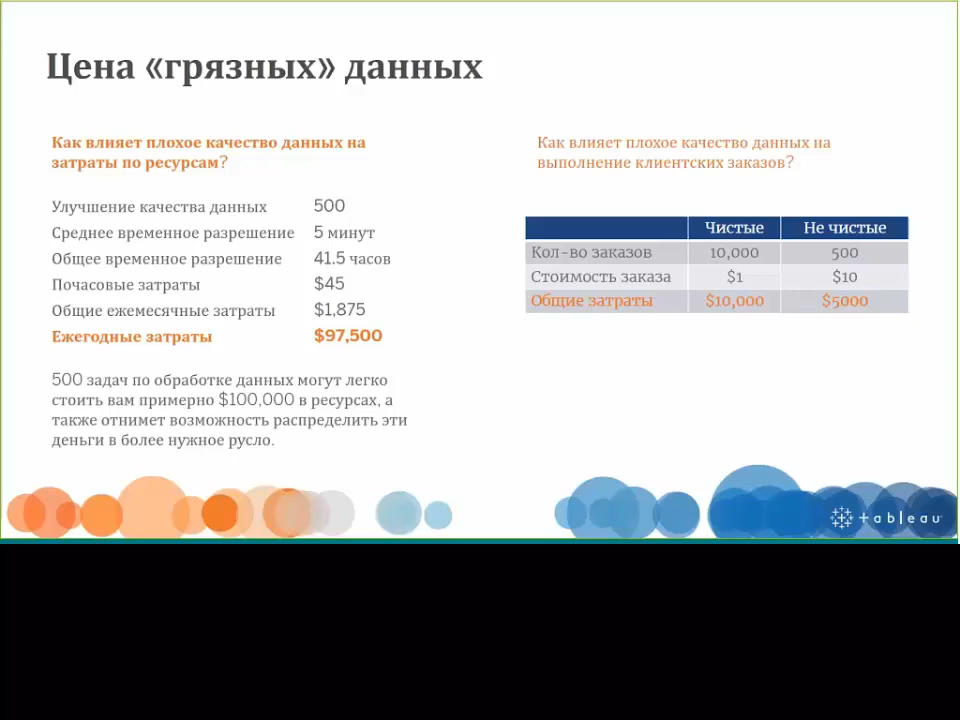 Цена «грязных» данных
Как влияет плохое качество данных на
затраты по ресурсам?
Улучшение качества данных 500
Среднее временное разрешение 5 минут
Общее временное разрешение 41.5 часов
Почасовые затраты $45
Общие ежемесячные затраты $1,875
Ежегодные затраты $97,500
500 задач по обработке данных могут легко
стоить вам примерно $100,000 в ресурсах, а
также отнимет возможность распределить эти
деньги в более нужное русло.
Как влияет плохое качество данных на
выполнение клиентских заказов?
Чистые Не чистые
Кол-во заказов 10,000 500
Стоимость заказа $1 $10
Общие затраты $10,000 $5000
+ableau